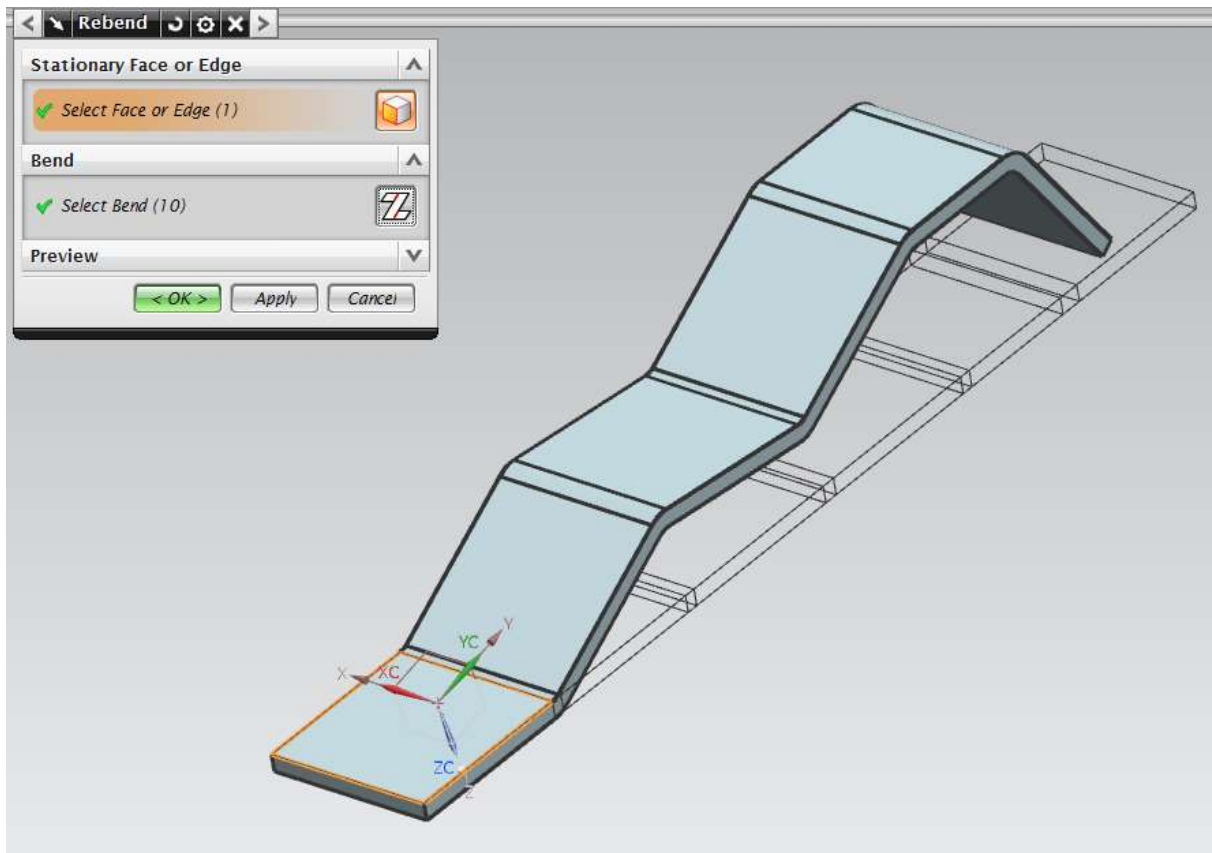 Rebend
Stationary Face or Edge
Select Face or Edge (1)
Bend
Select Bend (10)
Preview
< OK >
Apply
Cancel
Y
YC
X
XC
ZC
Z